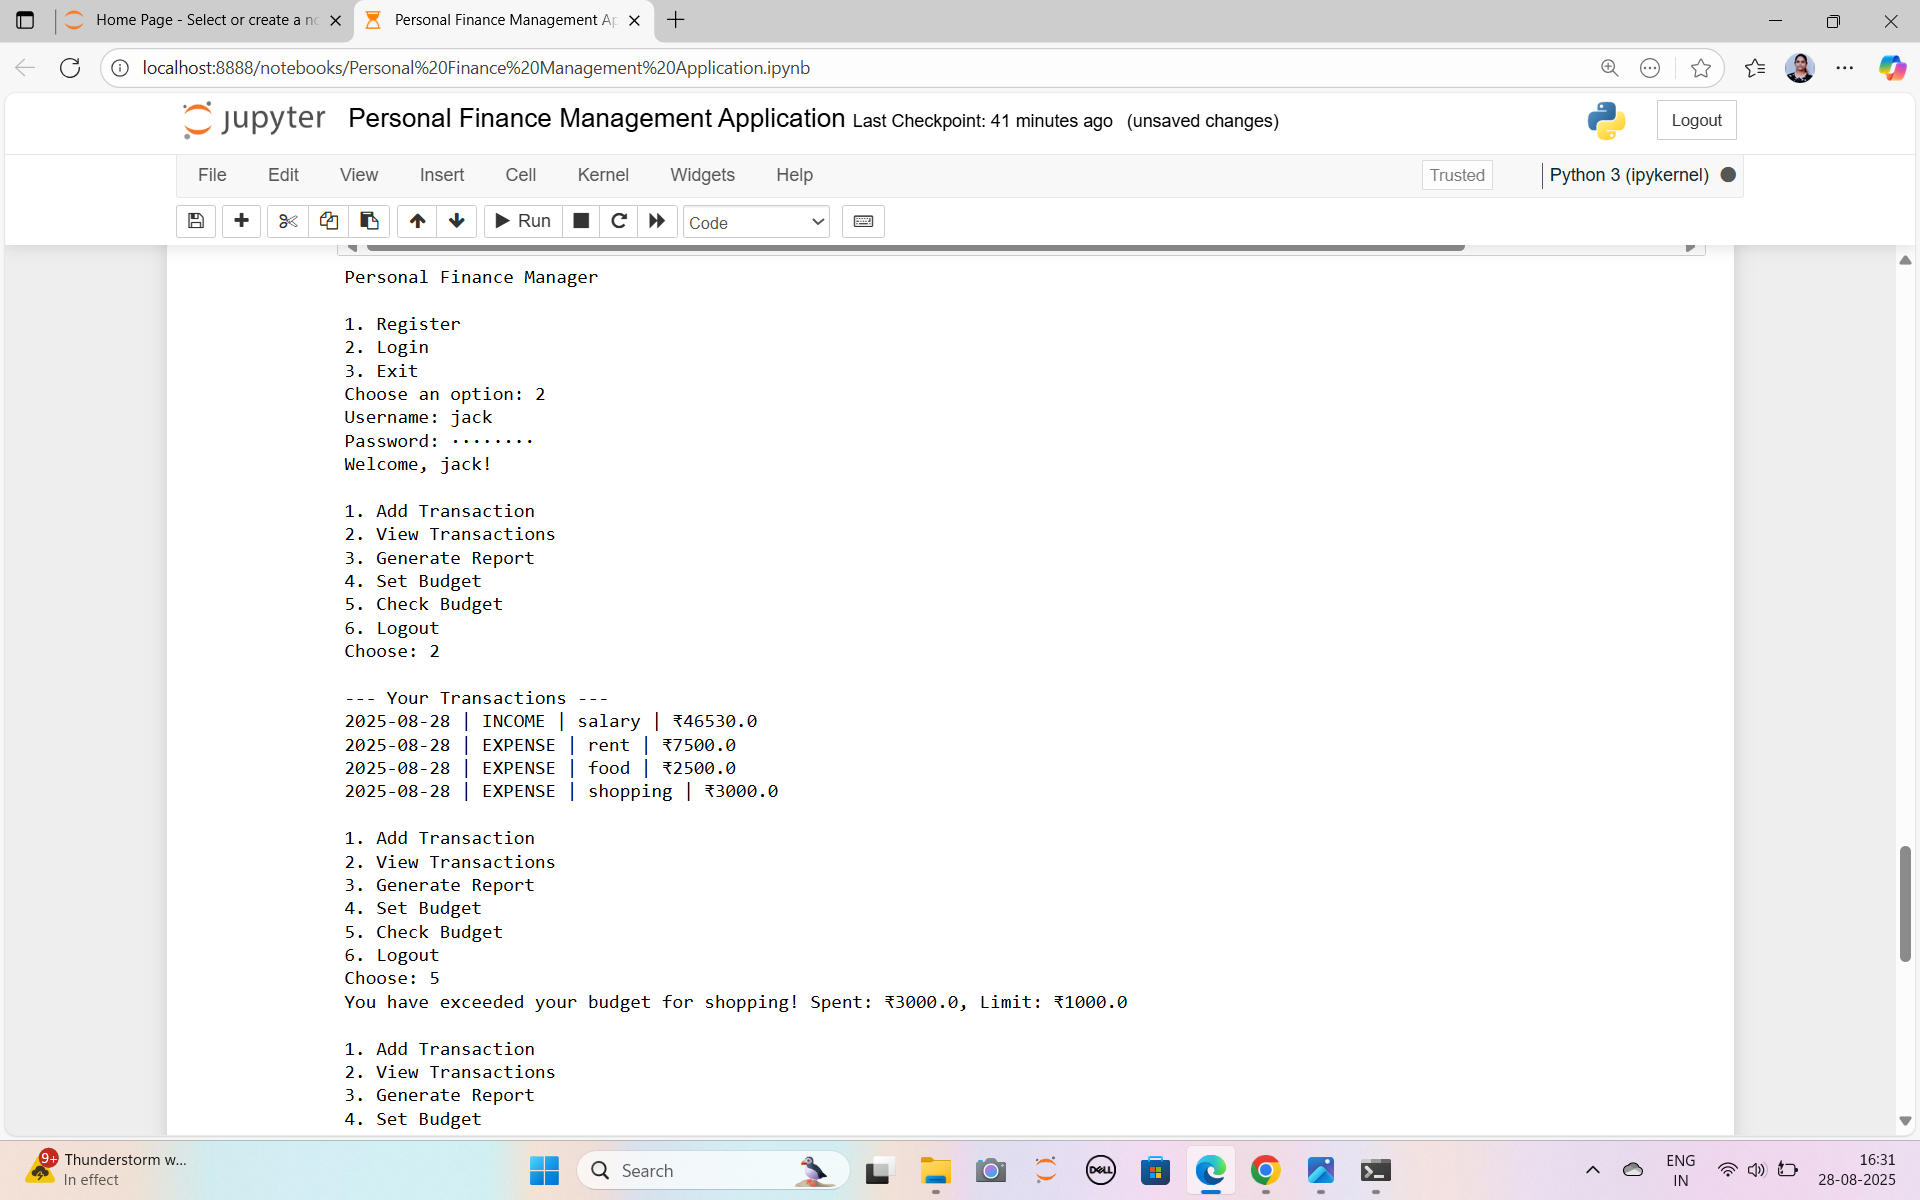 Home Page - Select or create a no
Personal Finance Management Ap
localhost:8888/notebooks/Personal%20Finance%20Management%20Application.ipynb
jupyter Personal Finance Management Application Last Checkpoint: 41 minutes ago (unsaved changes)
Logout
File Edit View Insert Cell Kernel Widgets Help
Trusted
Python 3 (ipykernel)
Run
Code
Personal Finance Manager
1. Register
2. Login
3. Exit
Choose an option: 2
Username: jack
Password: ········
Welcome, jack!
1. Add Transaction
2. View Transactions
3. Generate Report
4. Set Budget
5. Check Budget
6. Logout
Choose: 2
--- Your Transactions ---
2025-08-28 | INCOME | salary | ₹46530.0
2025-08-28 | EXPENSE | rent | ₹7500.0
2025-08-28 | EXPENSE | food | ₹2500.0
2025-08-28 | EXPENSE | shopping | ₹3000.0
1. Add Transaction
2. View Transactions
3. Generate Report
4. Set Budget
5. Check Budget
6. Logout
Choose: 5
You have exceeded your budget for shopping! Spent: ₹3000.0, Limit: ₹1000.0
1. Add Transaction
2. View Transactions
3. Generate Report
4. Set Budget
9+
Thunderstorm w...
In effect
Search
DELL
ENG
IN
16:31
28-08-2025